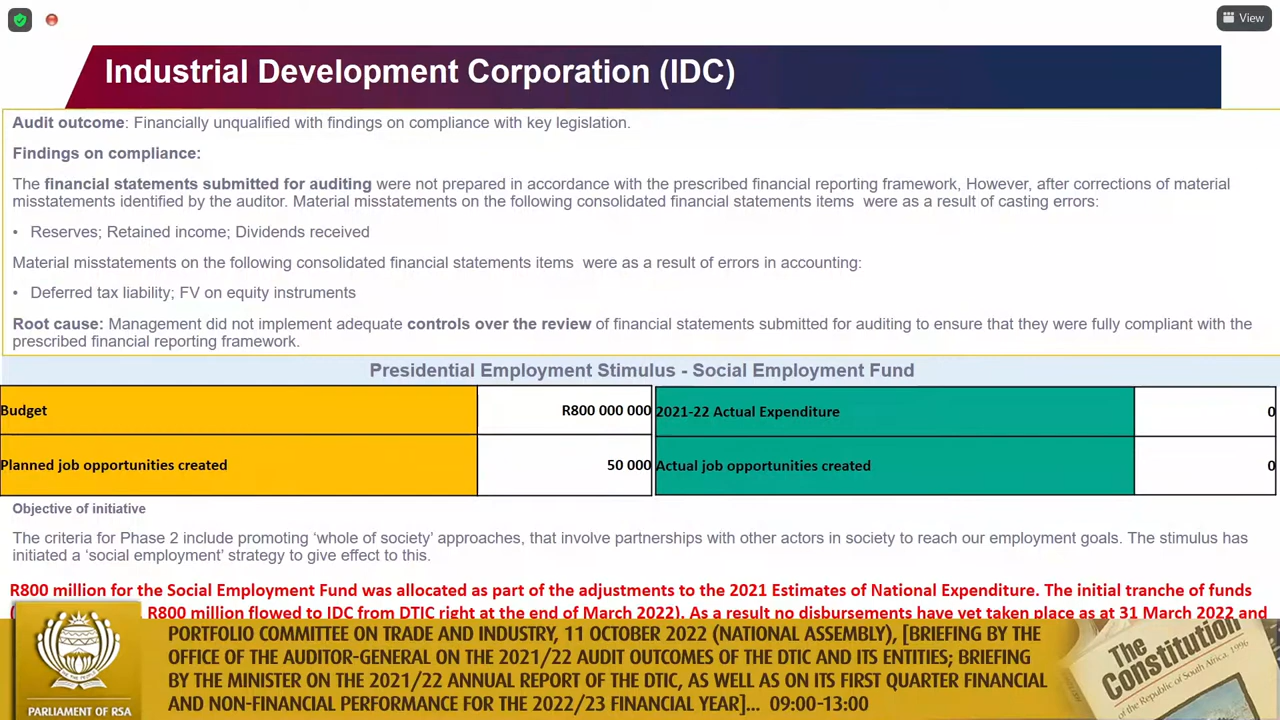 View
Industrial Development Corporation (IDC)
Audit outcome: Financially unqualified with findings on compliance with key legislation.
Findings on compliance:
The financial statements submitted for auditing were not prepared in accordance with the prescribed financial reporting framework, However, after corrections of material
misstatements identified by the auditor. Material misstatements on the following consolidated financial statements items were as a result of casting errors:
• Reserves; Retained income; Dividends received
Material misstatements on the following consolidated financial statements items were as a result of errors in accounting:
• Deferred tax liability; FV on equity instruments
Root cause: Management did not implement adequate controls over the review of financial statements submitted for auditing to ensure that they were fully compliant with the
prescribed financial reporting framework.
Presidential Employment Stimulus - Social Employment Fund
Budget R800 000 000 2021-22 Actual Expenditure 0
Planned job opportunities created 50 000 Actual job opportunities created 0
Objective of initiative
The criteria for Phase 2 include promoting ‘whole of society’ approaches, that involve partnerships with other actors in society to reach our employment goals. The stimulus has
initiated a ‘social employment’ strategy to give effect to this.
R800 million for the Social Employment Fund was allocated as part of the adjustments to the 2021 Estimates of National Expenditure. The initial tranche of funds
( R800 million flowed to IDC from DTIC right at the end of March 2022). As a result no disbursements have yet taken place as at 31 March 2022 and
PORTFOLIO COMMITTEE ON TRADE AND INDUSTRY, 11 OCTOBER 2022 (NATIONAL ASSEMBLY), [BRIEFING BY THE
OFFICE OF THE AUDITOR-GENERAL ON THE 2021/22 AUDIT OUTCOMES OF THE DTIC AND ITS ENTITIES; BRIEFING
BY THE MINISTER ON THE 2021/22 ANNUAL REPORT OF THE DTIC, AS WELL AS ON ITS FIRST QUARTER FINANCIAL
AND NON-FINANCIAL PERFORMANCE FOR THE 2022/23 FINANCIAL YEAR]... 09:00-13:00
PARLIAMENT OF RSA
The
Constitution
of the Republic of South Africa, 1996